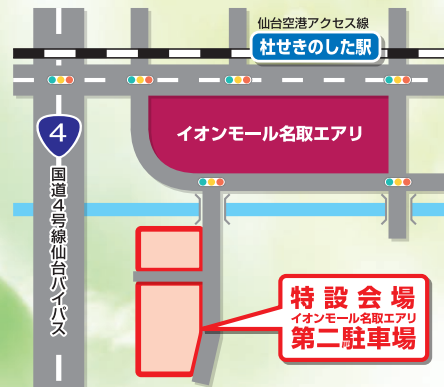 仙台空港アクセス線
杜せきのした駅
イオンモール名取エアリ
4
国道4号線仙台バイパス
特設会場
イオンモール名取エアリ
第二駐車場